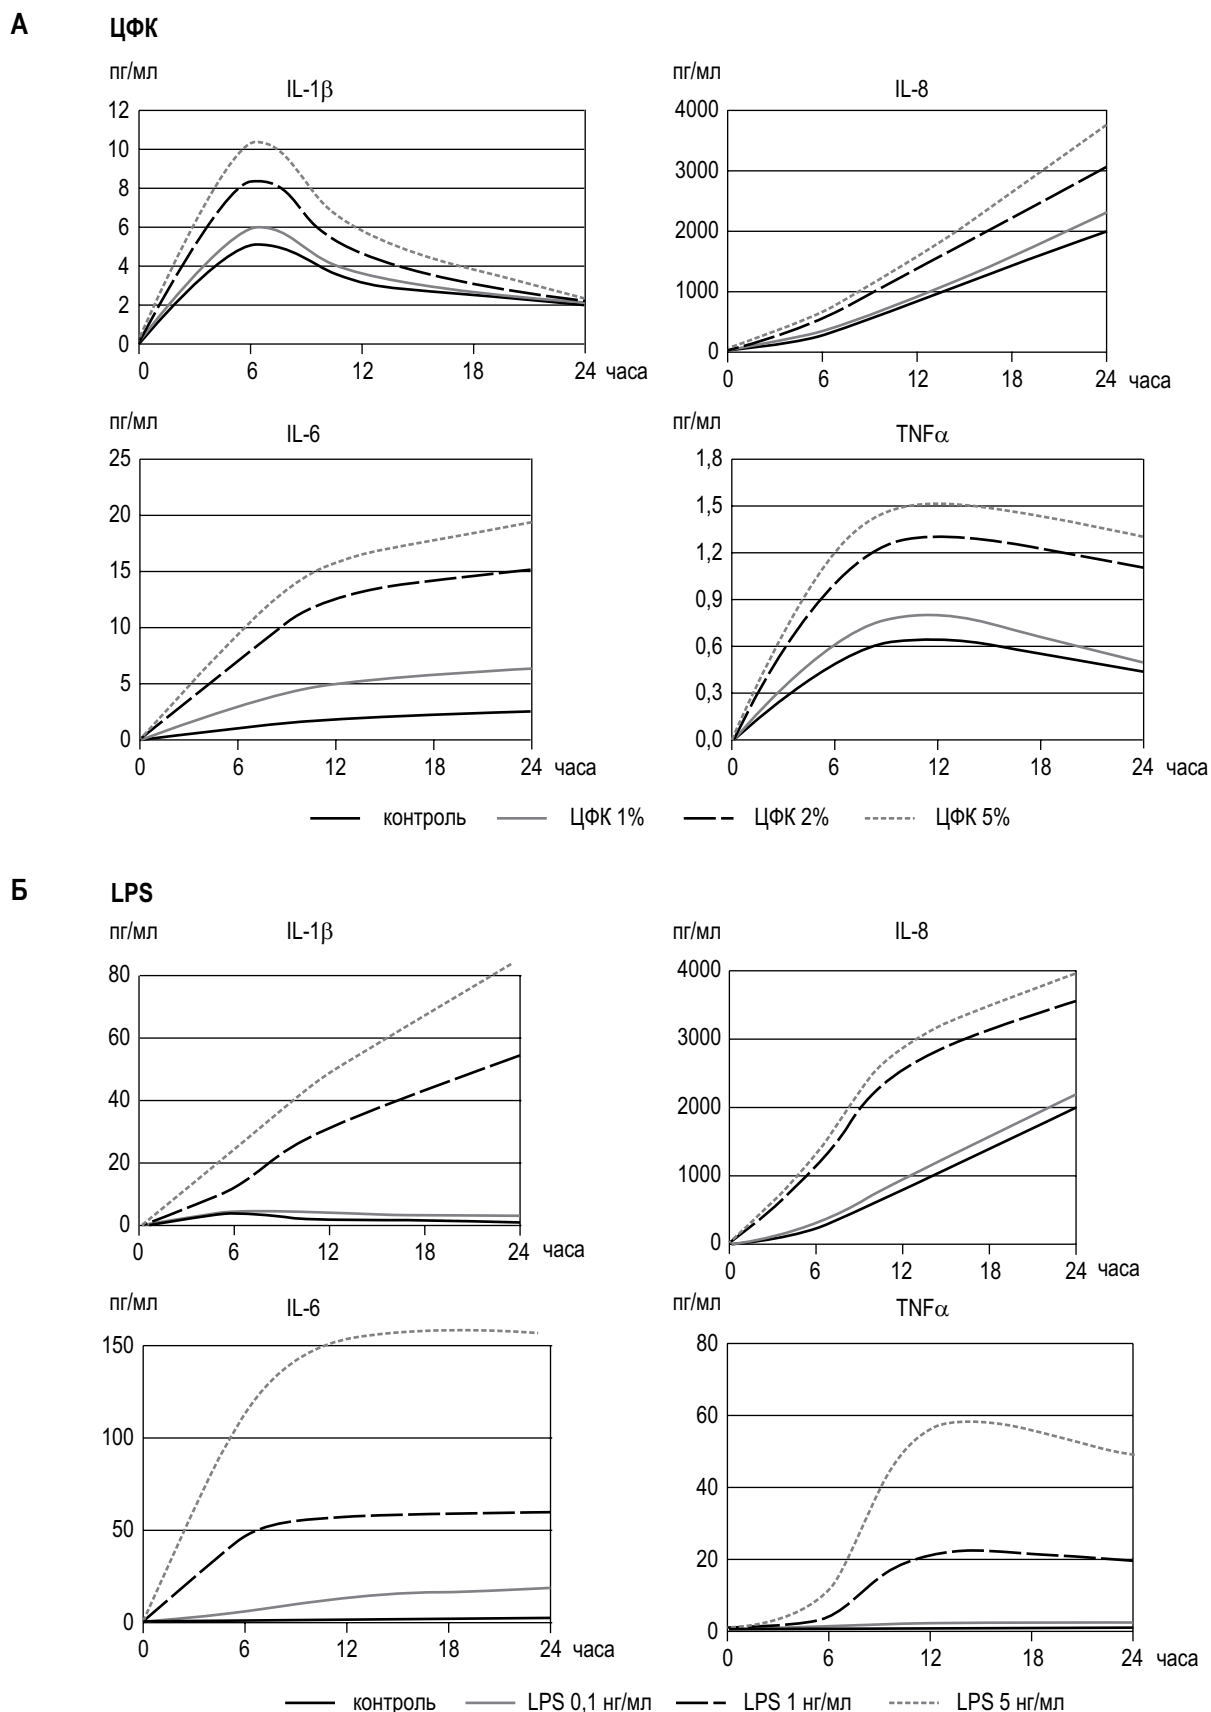 А ЦФК
пг/мл
IL-1β
12
10
8
6
4
2
0
0 6 12 18 24 часа
пг/мл
IL-8
4000
3000
2000
1000
0
0 6 12 18 24 часа
пг/мл
IL-6
25
20
15
10
5
0
0 6 12 18 24 часа
пг/мл
TNFα
1,8
1,5
1,2
0,9
0,6
0,3
0,0
0 6 12 18 24 часа
контроль ЦФК 1% ЦФК 2% ЦФК 5%
Б LPS
пг/мл
IL-1β
80
60
40
20
0
0 6 12 18 24 часа
пг/мл
IL-8
4000
3000
2000
1000
0
0 6 12 18 24 часа
пг/мл
IL-6
150
100
50
0
0 6 12 18 24 часа
пг/мл
TNFα
80
60
40
20
0
0 6 12 18 24 часа
контроль LPS 0,1 нг/мл LPS 1 нг/мл LPS 5 нг/мл